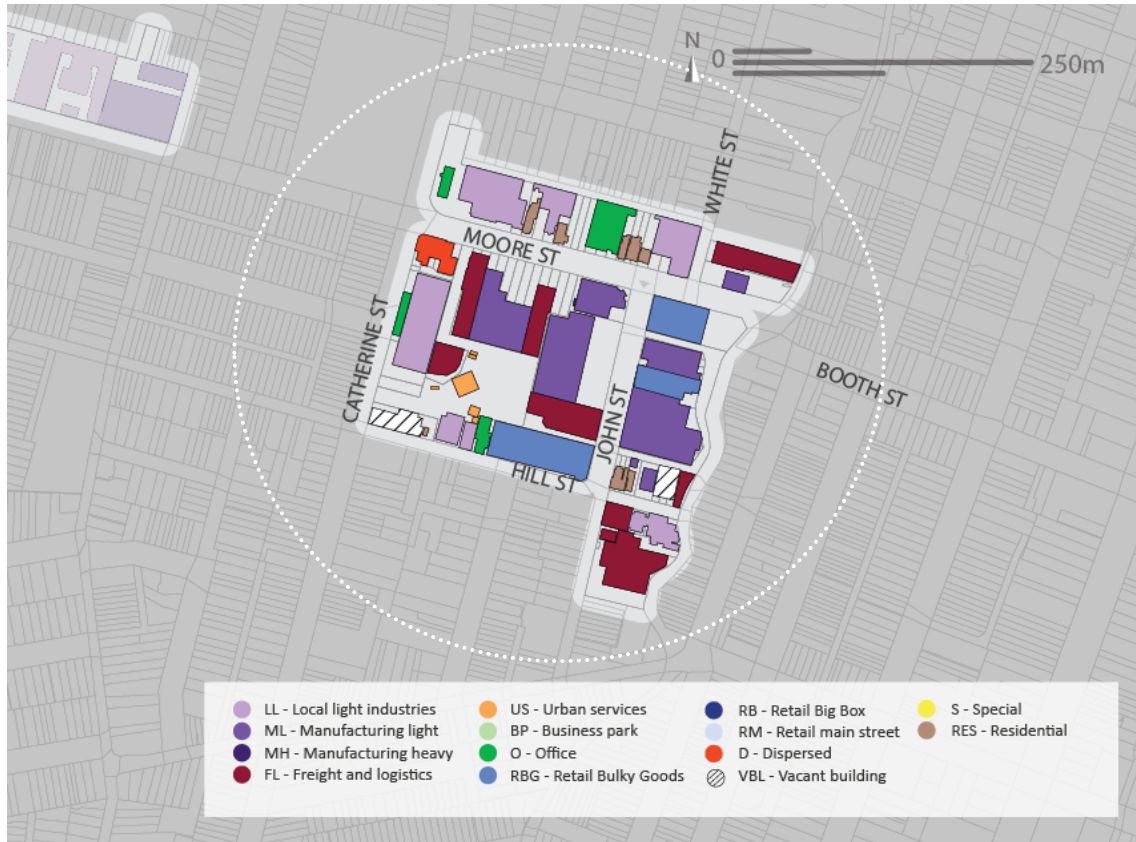 N
0
250m
WHITE ST
MOORE ST
CATHERINE ST
BOOTH ST
JOHN ST
HILL ST
LL - Local light industries
ML - Manufacturing light
MH - Manufacturing heavy
FL - Freight and logistics
US - Urban services
BP - Business park
O - Office
RBG - Retail Bulky Goods
RB - Retail Big Box
RM - Retail main street
D - Dispersed
VBL - Vacant building
S - Special
RES - Residential